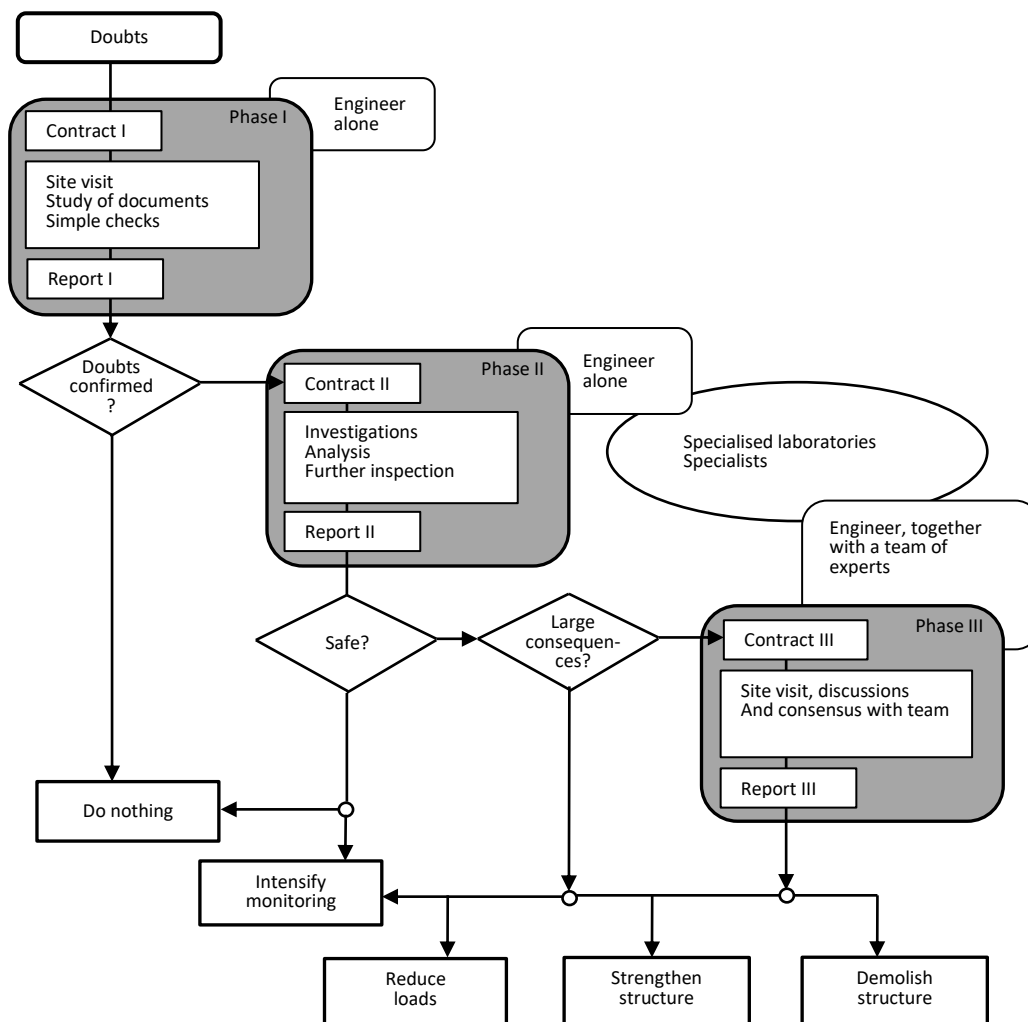 Doubts
Phase I
Engineer
alone
Contract I
Site visit
Study of documents
Simple checks
Report I
Doubts
confirmed
?
Phase II
Engineer
alone
Contract II
Investigations
Analysis
Further inspection
Report II
Specialised laboratories
Specialists
Engineer, together
with a team of
experts
Safe?
Large
consequen-
ces?
Phase III
Contract III
Site visit, discussions
And consensus with team
Report III
Do nothing
Intensify
monitoring
Reduce
loads
Strengthen
structure
Demolish
structure